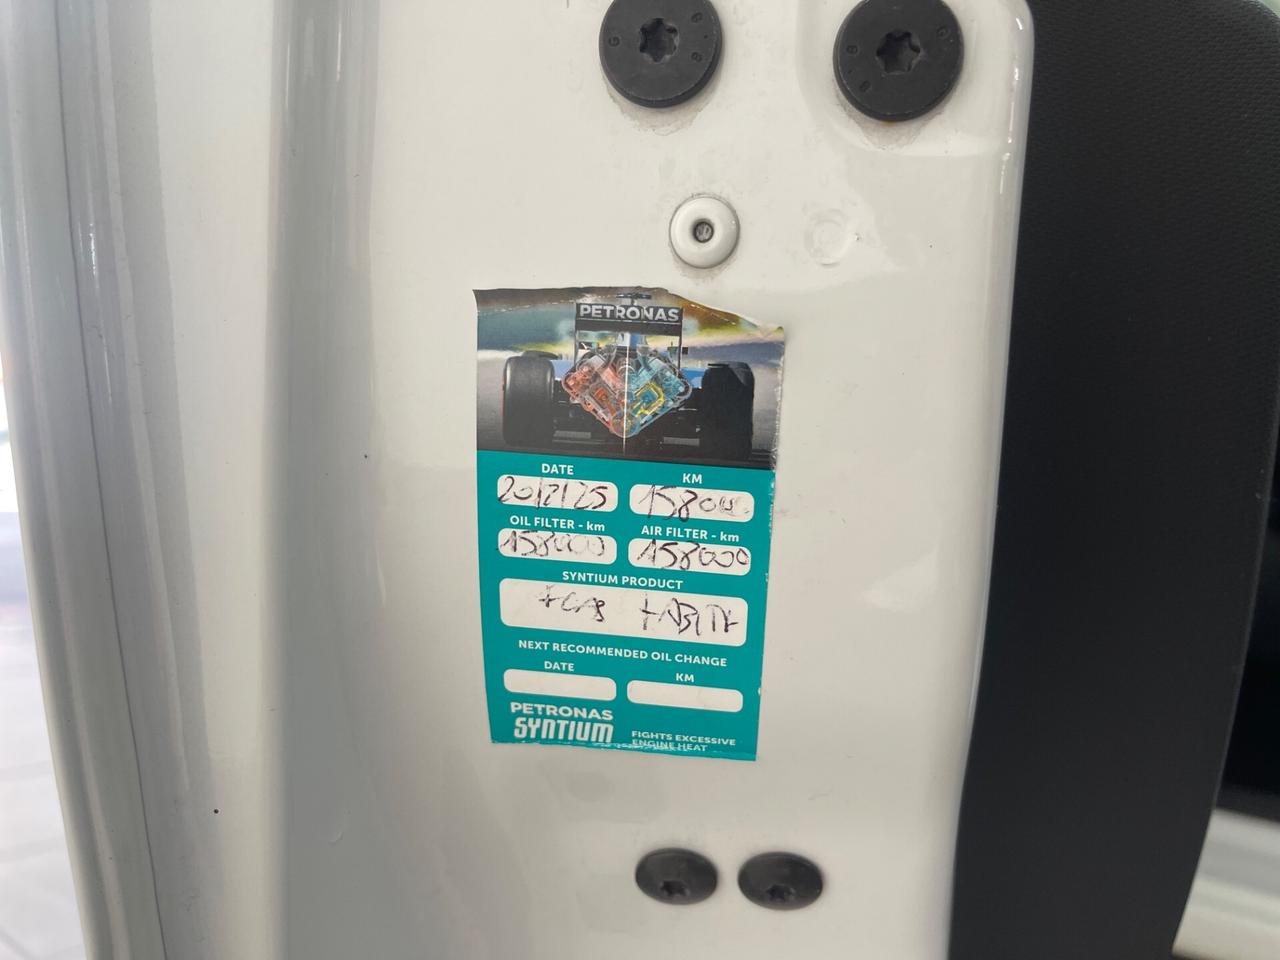 PETRONAS
DATE KM
20/2/25 158000
OIL FILTER - km AIR FILTER - km
158000 158000
SYNTIUM PRODUCT
NEXT RECOMMENDED OIL CHANGE
DATE KM
PETRONAS
SYNTIUM
FIGHTS EXCESSIVE
ENGINE HEAT